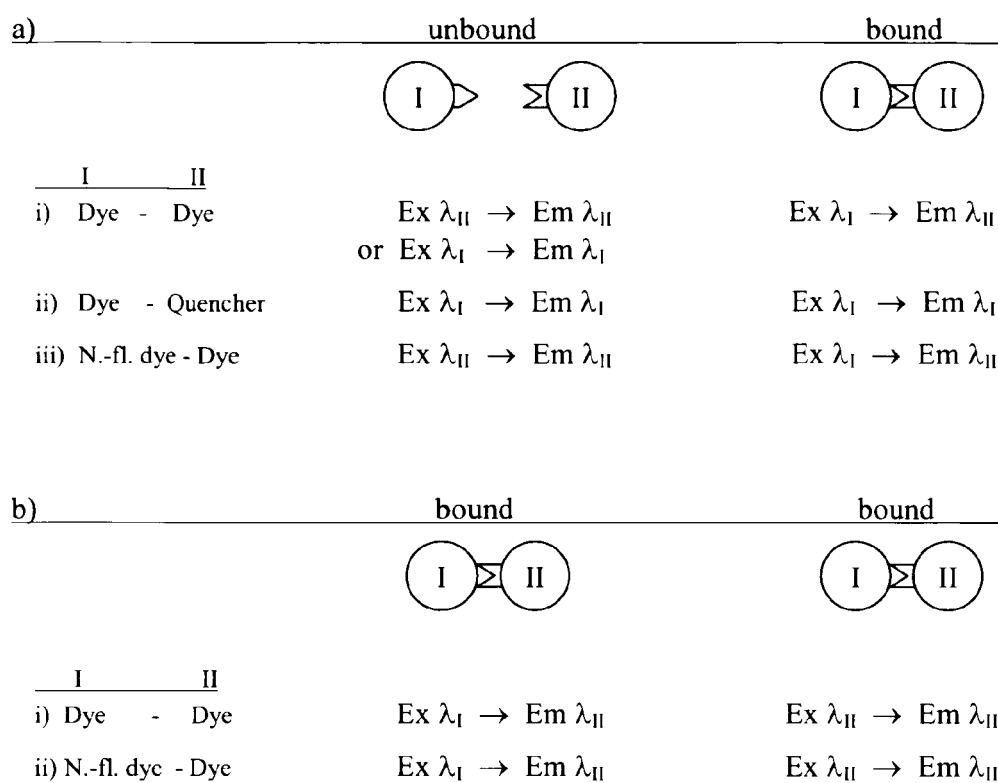 a) unbound bound
I II I II
I II
i) Dye - Dye Ex λII → Em λII Ex λI → Em λII
or Ex λI → Em λI
ii) Dye - Quencher Ex λI → Em λI Ex λI → Em λI
iii) N.-fl. dye - Dye Ex λII → Em λII Ex λI → Em λII
b) bound bound
I II I II
I II
i) Dye - Dye Ex λI → Em λII Ex λII → Em λII
ii) N.-fl. dyc - Dye Ex λI → Em λII Ex λII → Em λII